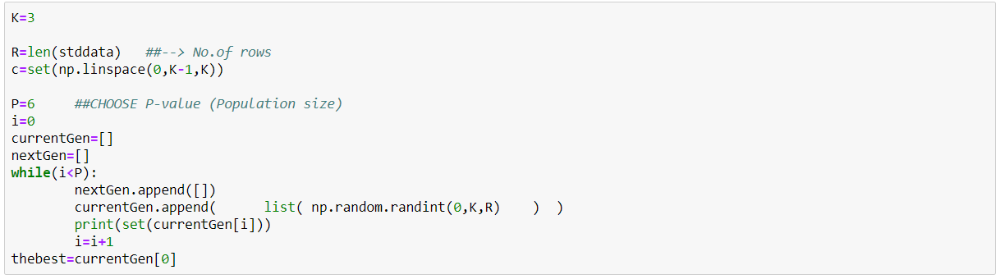 K=3
R=len(stddata)   ##--> No.of rows
c=set(np.linspace(0,K-1,K))
P=6     ##CHOOSE P-value (Population size)
i=0
currentGen=[]
nextGen=[]
while(i<P):
        nextGen.append([])
        currentGen.append(      list( np.random.randint(0,K,R)    )  )
        print(set(currentGen[i]))
        i=i+1
thebest=currentGen[0]